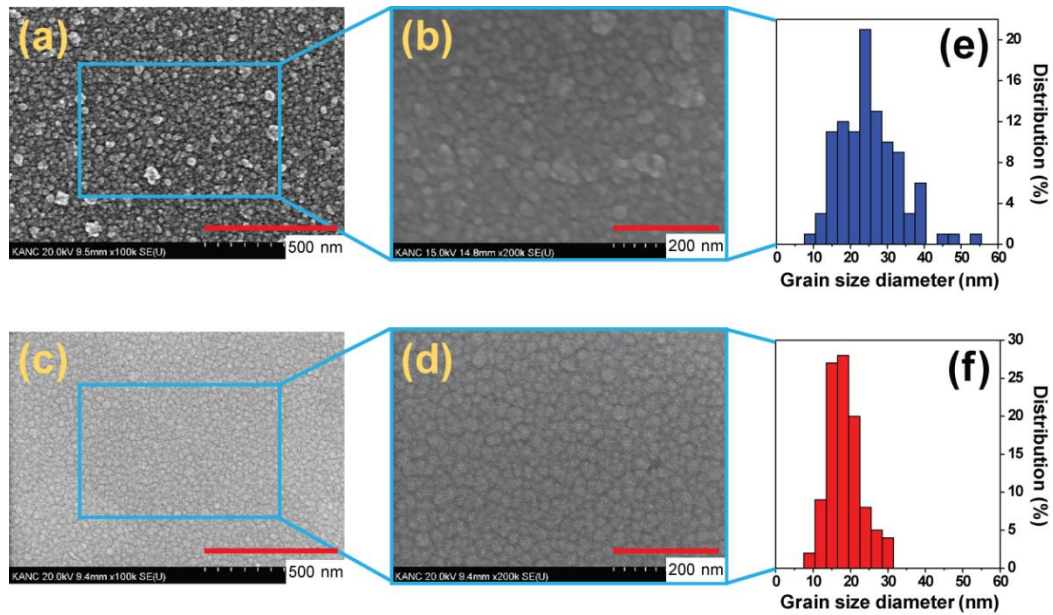 (a)
KANC 20.0kV 9.5mm x100k SE(U)
500 nm
(b)
KANC 15.0kV 14.8mm x200k SE(U)
200 nm
(e)
20
16
12
8
4
0
Distribution (%)
0 10 20 30 40 50 60
Grain size diameter (nm)
(c)
KANC 20.0kV 9.4mm x100k SE(U)
500 nm
(d)
KANC 20.0kV 9.4mm x200k SE(U)
200 nm
(f)
30
25
20
15
10
5
0
Distribution (%)
0 10 20 30 40 50 60
Grain size diameter (nm)